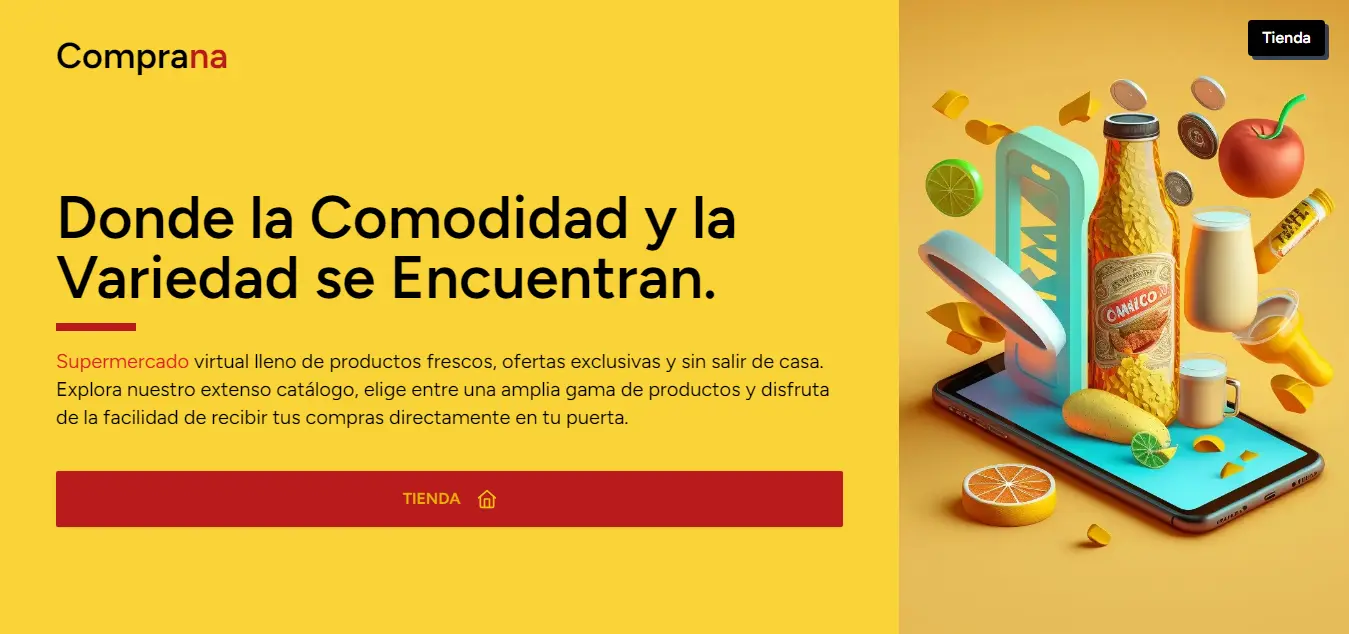 Comprana
Tienda
Donde la Comodidad y la
Variedad se Encuentran.
Supermercado virtual lleno de productos frescos, ofertas exclusivas y sin salir de casa.
Explora nuestro extenso catálogo, elige entre una amplia gama de productos y disfruta
de la facilidad de recibir tus compras directamente en tu puerta.
TIENDA